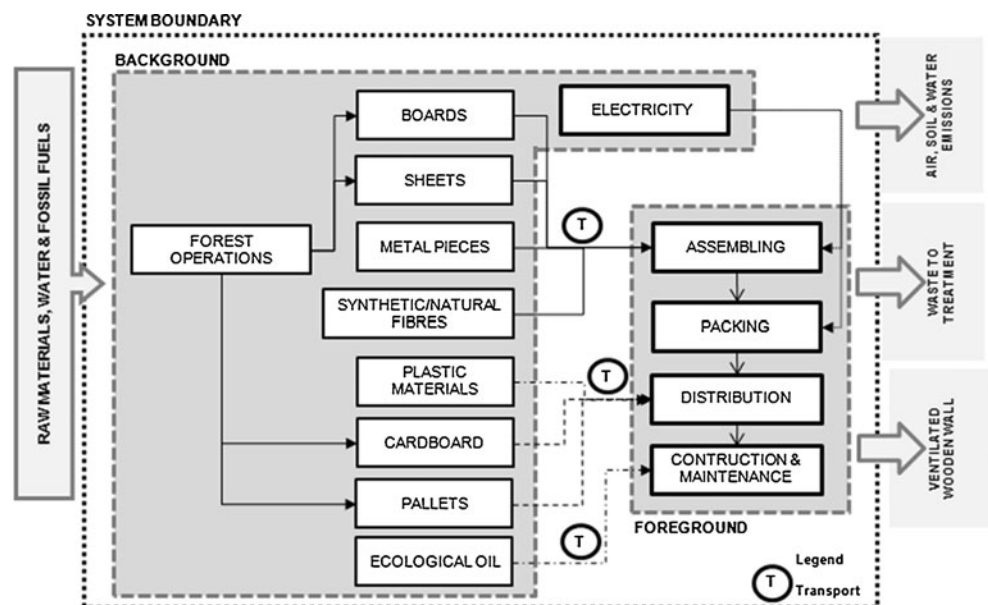 SYSTEM BOUNDARY
BACKGROUND
RAW MATERIALS, WATER & FOSSIL FUELS
BOARDS
ELECTRICITY
AIR, SOIL & WATER
EMISSIONS
SHEETS
FOREST
OPERATIONS
METAL PIECES
T
ASSEMBLING
SYNTHETIC/NATURAL
FIBRES
PACKING
WASTE TO
TREATMENT
PLASTIC
MATERIALS
T
DISTRIBUTION
CARDBOARD
CONTRUCTION &
MAINTENANCE
VENTILATED
WOODEN WALL
PALLETS
FOREGROUND
ECOLOGICAL OIL
T
Legend
T
Transport